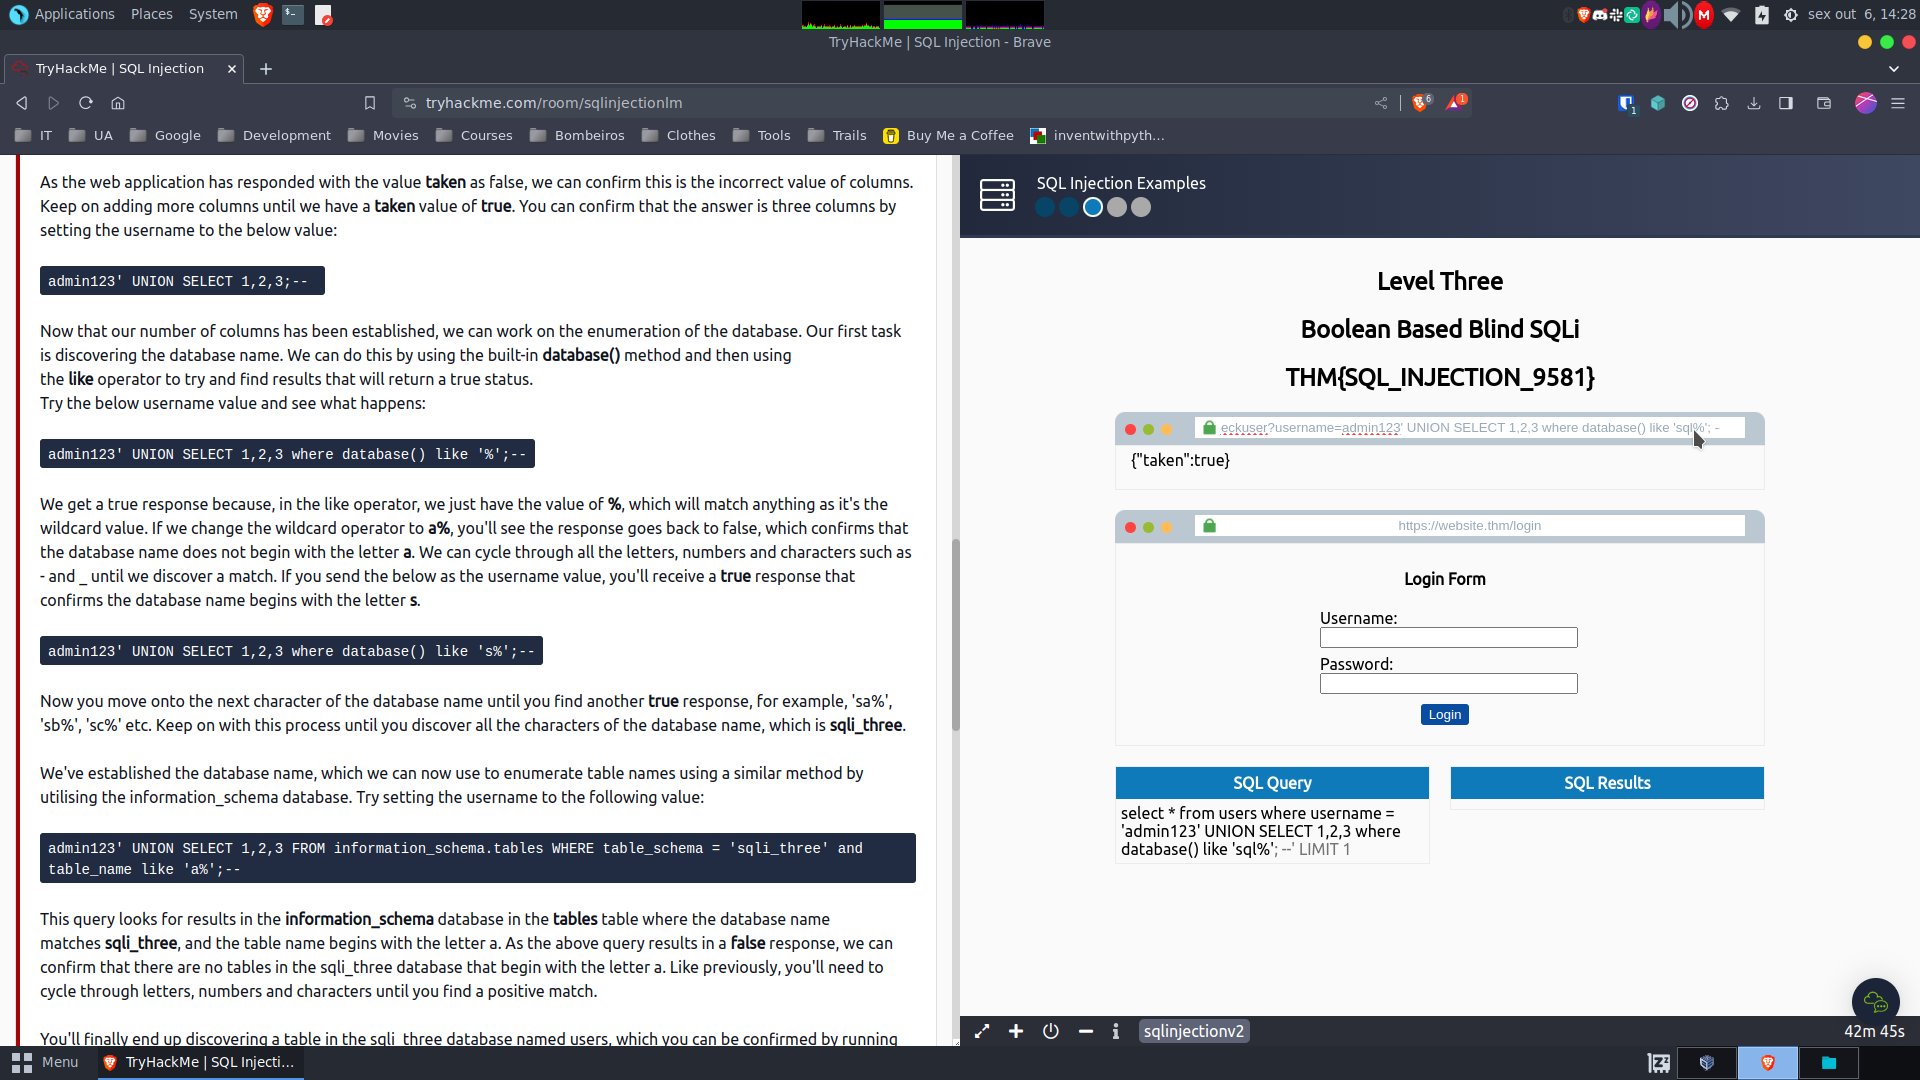 Applications Places System
sex out 6, 14:28
TryHackMe | SQL Injection - Brave
TryHackMe | SQL Injection
tryhackme.com/room/sqlinjectionlm
6
1
1
IT UA Google Development Movies Courses Bombeiros Clothes Tools Trails Buy Me a Coffee inventwithpyth...
As the web application has responded with the value taken as false, we can confirm this is the incorrect value of columns.
Keep on adding more columns until we have a taken value of true. You can confirm that the answer is three columns by
setting the username to the below value:
admin123' UNION SELECT 1,2,3;--
Now that our number of columns has been established, we can work on the enumeration of the database. Our first task
is discovering the database name. We can do this by using the built-in database() method and then using
the like operator to try and find results that will return a true status.
Try the below username value and see what happens:
admin123' UNION SELECT 1,2,3 where database() like '%';--
We get a true response because, in the like operator, we just have the value of %, which will match anything as it's the
wildcard value. If we change the wildcard operator to a%, you'll see the response goes back to false, which confirms that
the database name does not begin with the letter a. We can cycle through all the letters, numbers and characters such as
- and _ until we discover a match. If you send the below as the username value, you'll receive a true response that
confirms the database name begins with the letter s.
admin123' UNION SELECT 1,2,3 where database() like 's%';--
Now you move onto the next character of the database name until you find another true response, for example, 'sa%',
'sb%', 'sc%' etc. Keep on with this process until you discover all the characters of the database name, which is sqli_three.
We've established the database name, which we can now use to enumerate table names using a similar method by
utilising the information_schema database. Try setting the username to the following value:
admin123' UNION SELECT 1,2,3 FROM information_schema.tables WHERE table_schema = 'sqli_three' and
table_name like 'a%';--
This query looks for results in the information_schema database in the tables table where the database name
matches sqli_three, and the table name begins with the letter a. As the above query results in a false response, we can
confirm that there are no tables in the sqli_three database that begin with the letter a. Like previously, you'll need to
cycle through letters, numbers and characters until you find a positive match.
You'll finally end up discovering a table in the sqli_three database named users, which you can be confirmed by running
SQL Injection Examples
Level Three
Boolean Based Blind SQLi
THM{SQL_INJECTION_9581}
eckuser?username=admin123' UNION SELECT 1,2,3 where database() like 'sql%'; -
{"taken":true}
https://website.thm/login
Login Form
Username:
Password:
Login
SQL Query
select * from users where username =
'admin123' UNION SELECT 1,2,3 where
database() like 'sql%'; --' LIMIT 1
SQL Results
sqlinjectionv2
42m 45s
Menu
TryHackMe | SQL Injecti...